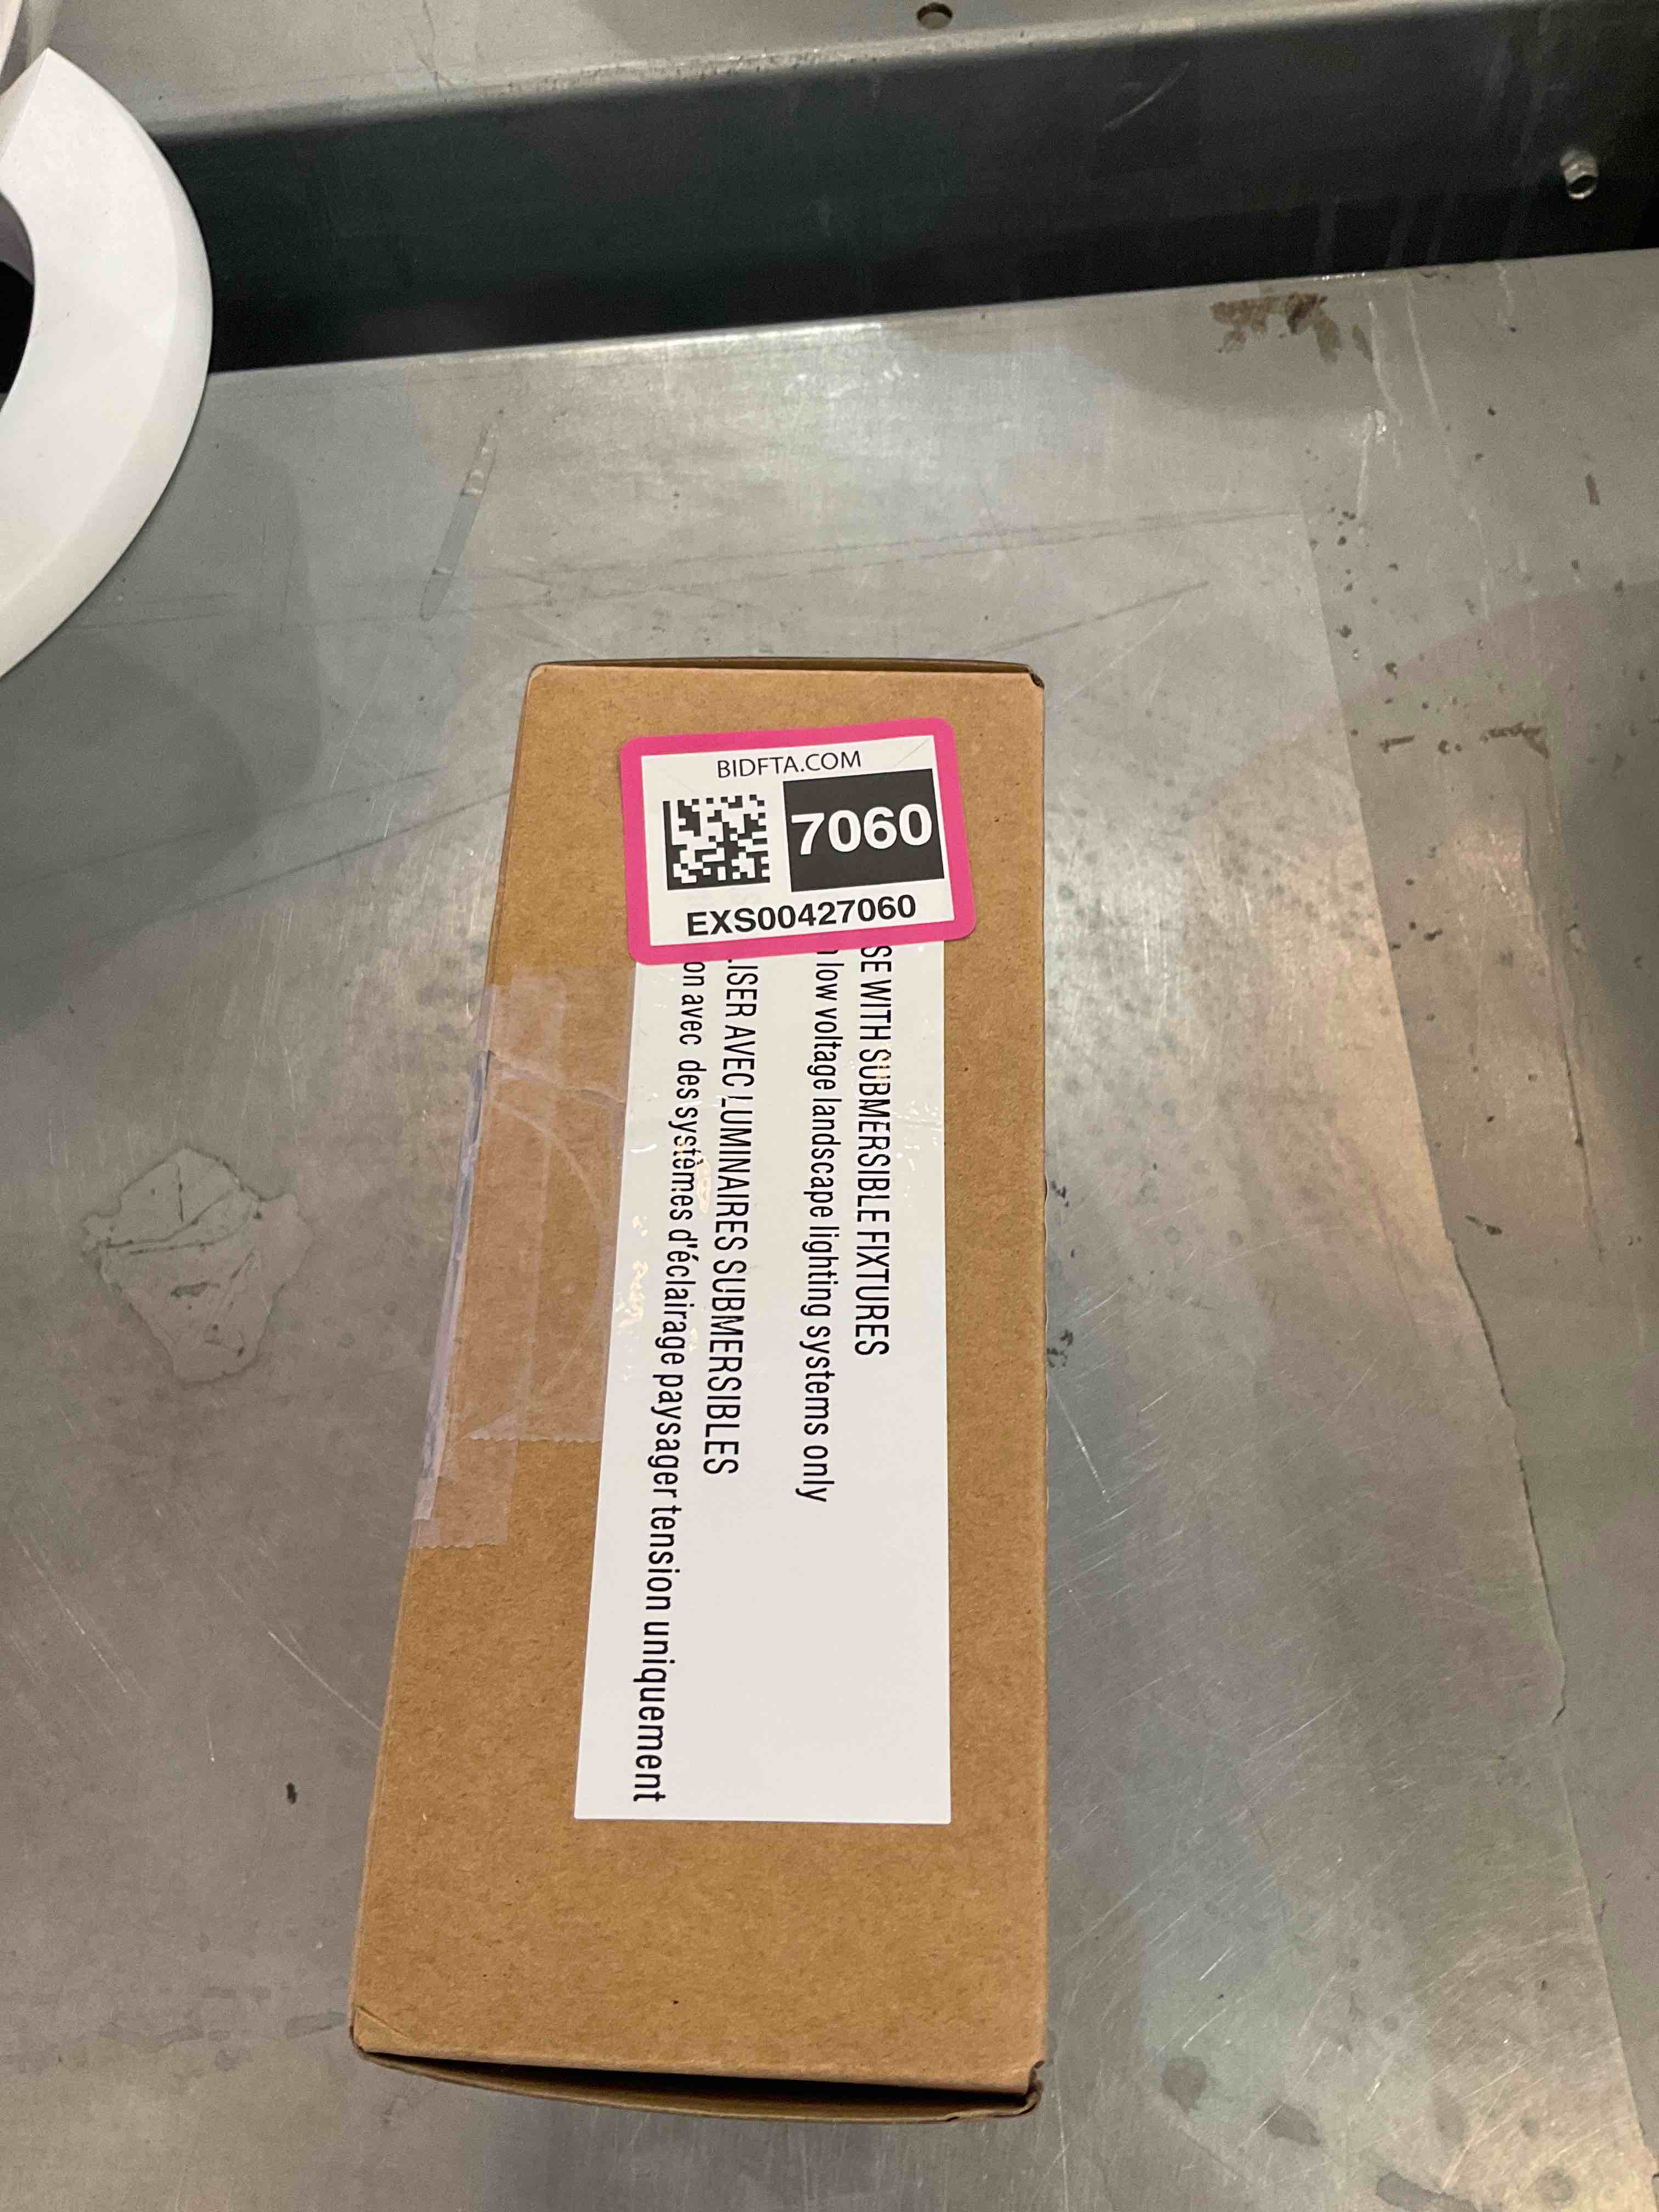 BIDFTA.COM
7060
EXS00427060
SE WITH SUBMERSIBLE FIXTURES
low voltage landscape lighting systems only
ISER AVEC LUMINAIRES SUBMERSIBLES
on avec des systèmes d'éclairage paysager tension uniquement